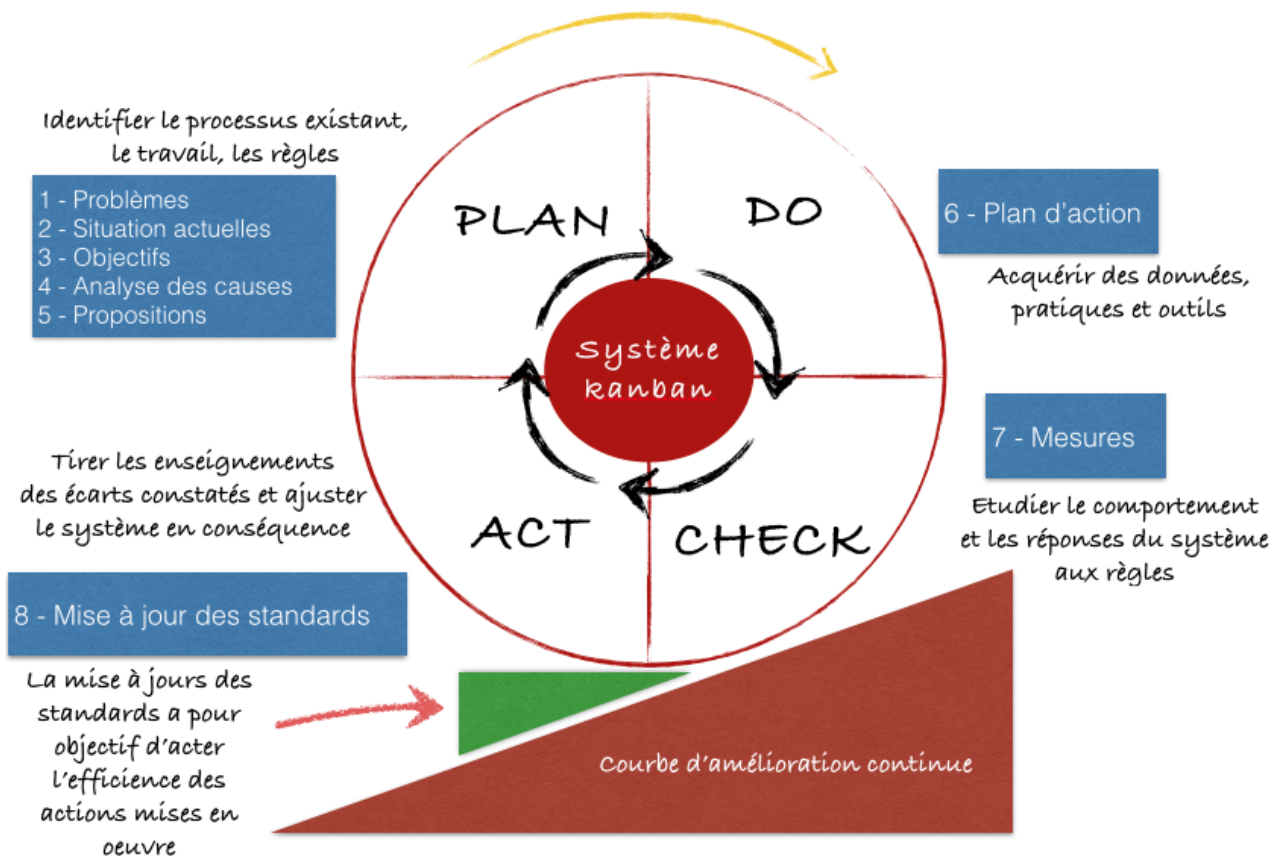 Identifier le processus existant,
le travail, les règles
1 - Problèmes
2 - Situation actuelles
3 - Objectifs
4 - Analyse des causes
5 - Propositions
PLAN
DO
6 - Plan d'action
Acquérir des données,
pratiques et outils
Système
kanban
7 - Mesures
Etudier le comportement
et les réponses du système
aux règles
Tirer les enseignements
des écarts constatés et ajuster
le système en conséquence
ACT
CHECK
8 - Mise à jour des standards
La mise à jours des
standards a pour
objectif d'acter
l'efficience des
actions mises en
oeuvre
Courbe d'amélioration continue